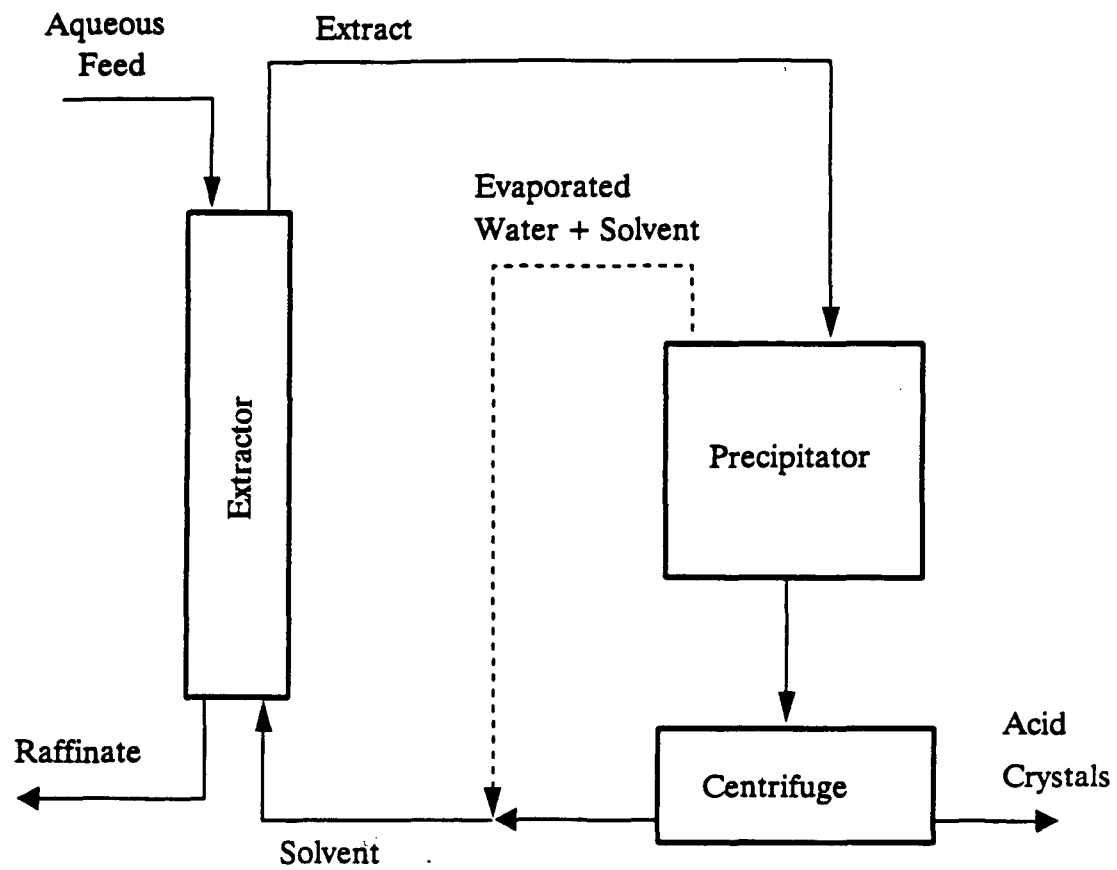 Aqueous
Feed
Extract
Evaporated
Water + Solvent
Extractor
Precipitator
Raffinate
Solvent
Centrifuge
Acid
Crystals